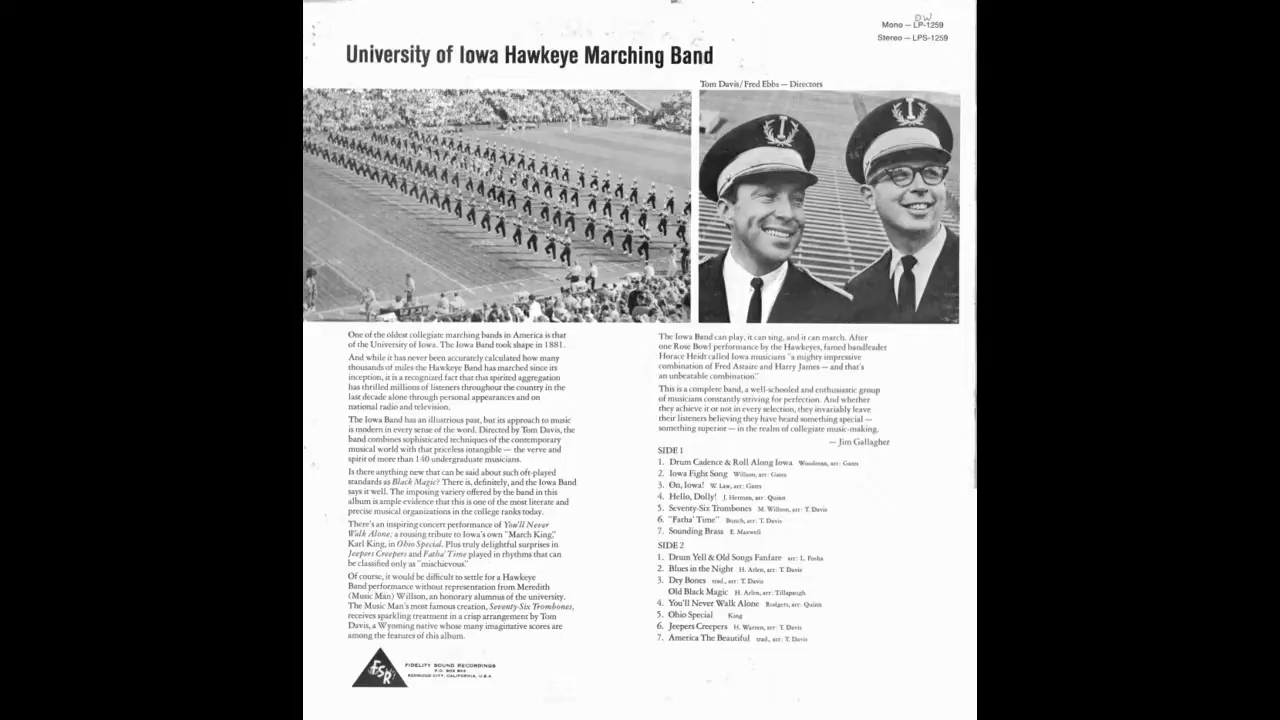 DW
Mono — LP-1259
Stereo — LPS-1259
University of Iowa Hawkeye Marching Band
Tom Davis/Fred Ebbs — Directors
One of the oldest collegiate marching bands in America is that
of the University of Iowa. The Iowa Band took shape in 1881.
And while it has never been accurately calculated how many
thousands of miles the Hawkeye Band has marched since its
inception, it is a recognized fact that this spirited aggregation
has thrilled millions of listeners throughout the country in the
last decade alone through personal appearances and on
national radio and television.
The Iowa Band has an illustrious past, but its approach to music
is modern in every sense of the word. Directed by Tom Davis, the
band combines sophisticated techniques of the contemporary
musical world with that priceless intangible — the verve and
spirit of more than 140 undergraduate musicians.
Is there anything new that can be said about such oft-played
standards as Black Magic? There is, definitely, and the Iowa Band
says it well. The imposing variety offered by the band in this
album is ample evidence that this is one of the most literate and
precise musical organizations in the college ranks today.
There's an inspiring concert performance of You'll Never
Walk Alone; a rousing tribute to Iowa's own "March King,"
Karl King, in Ohio Special. Plus truly delightful surprises in
Jeepers Creepers and Fatha' Time played in rhythms that can
be classified only as "mischievous."
Of course, it would be difficult to settle for a Hawkeye
Band performance without representation from Meredith
(Music Man) Willson, an honorary alumnus of the university.
The Music Man's most famous creation, Seventy-Six Trombones,
receives sparkling treatment in a crisp arrangement by Tom
Davis, a Wyoming native whose many imaginative scores are
among the features of this album.
FSR
FIDELITY SOUND RECORDINGS
P.O. BOX
REDWOOD CITY, CALIFORNIA, U.S.A
The Iowa Band can play, it can sing, and it can march. After
one Rose Bowl performance by the Hawkeyes, famed bandleader
Horace Heidt called Iowa musicians "a mighty impressive
combination of Fred Astaire and Harry James — and that's
an unbeatable combination."
This is a complete band, a well-schooled and enthusiastic group
of musicians constantly striving for perfection. And whether
they achieve it or not in every selection, they invariably leave
their listeners believing they have heard something special —
something superior — in the realm of collegiate music-making.
— Jim Gallagher
SIDE 1
1. Drum Cadence & Roll Along Iowa Woodman, arr: Gates
2. Iowa Fight Song Willson, arr: Gates
3. On, Iowa! W. Law, arr: Gates
4. Hello, Dolly! J. Herman, arr: Quinn
5. Seventy-Six Trombones M. Willson, arr: T. Davis
6. "Fatha' Time" Bunch, arr: T. Davis
7. Sounding Brass E. Maxwell
SIDE 2
1. Drum Yell & Old Songs Fanfare arr: L. Fosha
2. Blues in the Night H. Arlen, arr: T. Davis
3. Dry Bones trad., arr: T. Davis
Old Black Magic H. Arlen, arr: Tillapaugh
4. You'll Never Walk Alone Rodgers, arr: Quinn
5. Ohio Special King
6. Jeepers Creepers H. Warren, arr: T. Davis
7. America The Beautiful trad., arr: T. Davis